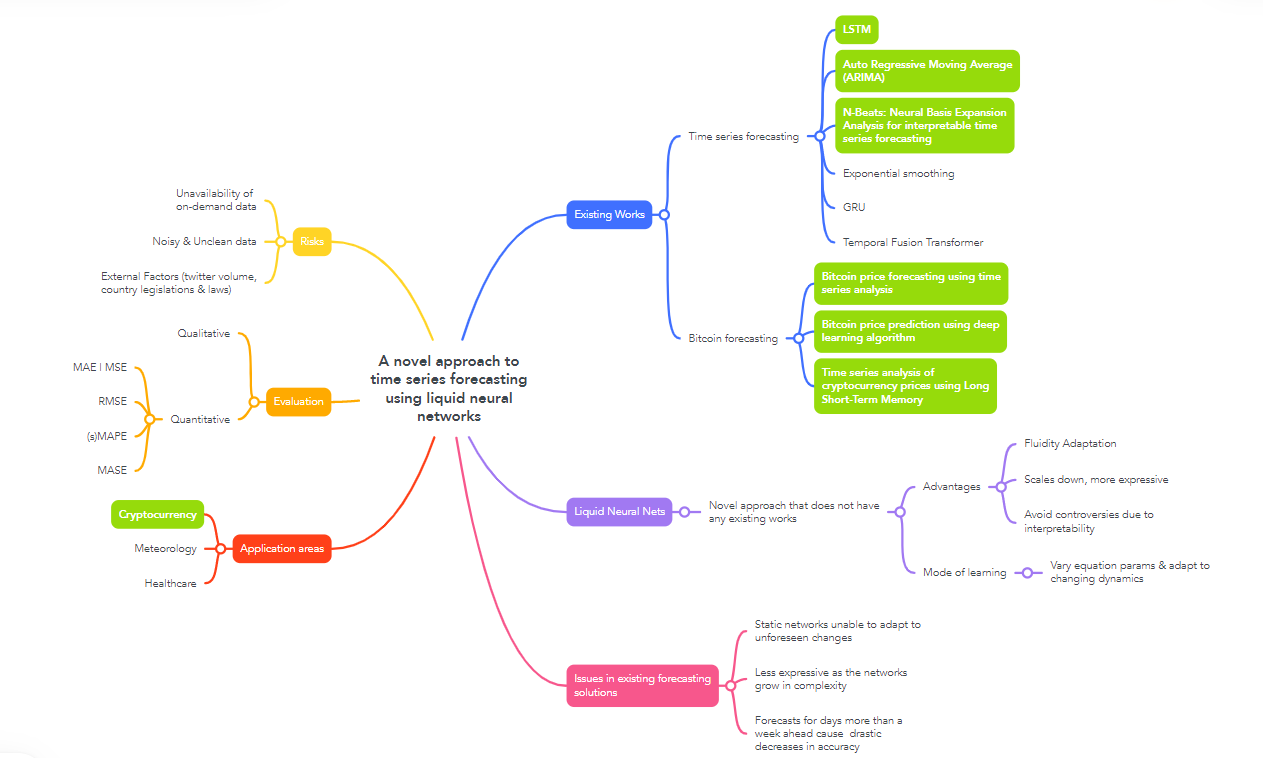 A novel approach to
time series forecasting
using liquid neural
networks
Existing Works
Time series forecasting
LSTM
Auto Regressive Moving Average
(ARIMA)
N-Beats: Neural Basis Expansion
Analysis for interpretable time
series forecasting
Exponential smoothing
GRU
Temporal Fusion Transformer
Bitcoin forecasting
Bitcoin price forecasting using time
series analysis
Bitcoin price prediction using deep
learning algorithm
Time series analysis of
cryptocurrency prices using Long
Short-Term Memory
Liquid Neural Nets
Novel approach that does not have
any existing works
Advantages
Fluidity Adaptation
Scales down, more expressive
Avoid controversies due to
interpretability
Mode of learning
Vary equation params & adapt to
changing dynamics
Issues in existing forecasting
solutions
Static networks unable to adapt to
unforeseen changes
Less expressive as the networks
grow in complexity
Forecasts for days more than a
week ahead cause  drastic
decreases in accuracy
Risks
Unavailability of
on-demand data
Noisy & Unclean data
External Factors (twitter volume,
country legislations & laws)
Evaluation
Qualitative
Quantitative
MAE | MSE
RMSE
(s)MAPE
MASE
Application areas
Cryptocurrency
Meteorology
Healthcare